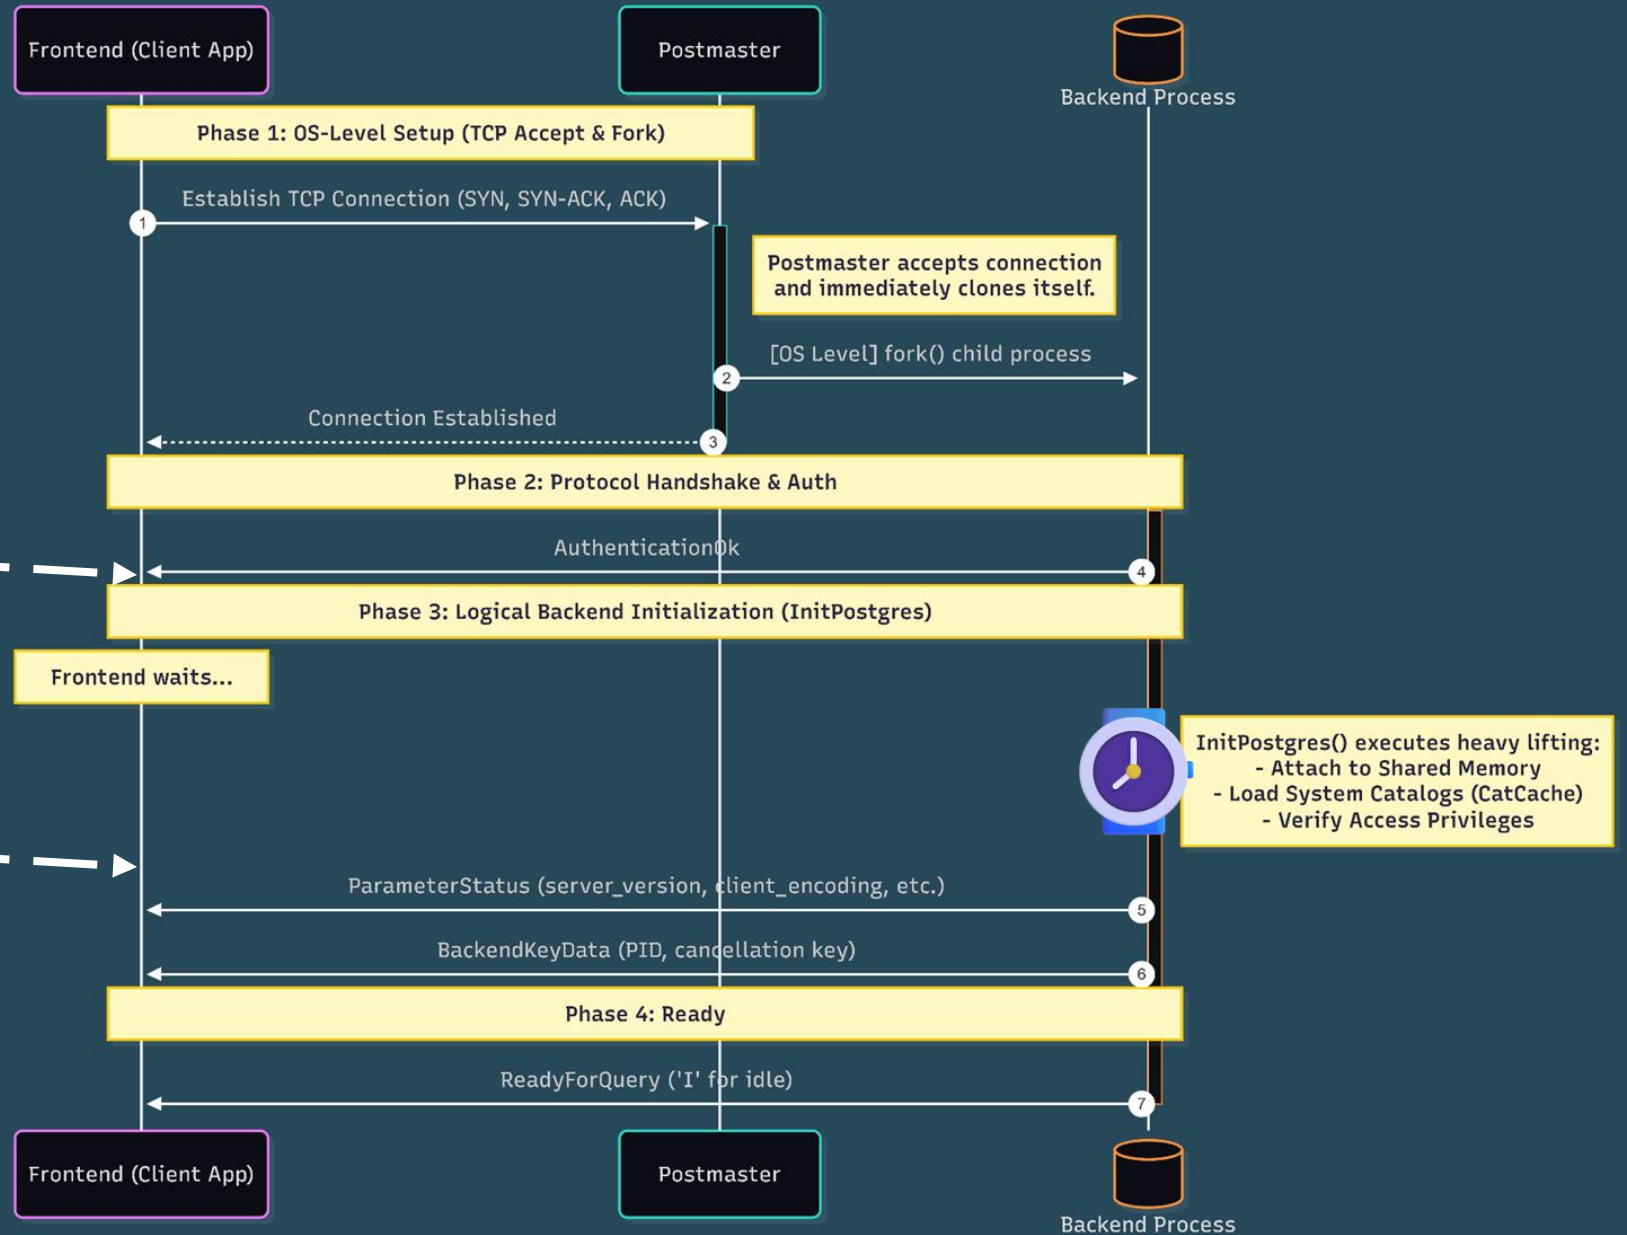 Frontend (Client App)
Postmaster
Backend Process
Phase 1: OS-Level Setup (TCP Accept & Fork)
Establish TCP Connection (SYN, SYN-ACK, ACK)
1
Postmaster accepts connection
and immediately clones itself.
[OS Level] fork() child process
2
Connection Established
3
Phase 2: Protocol Handshake & Auth
AuthenticationOk
4
Phase 3: Logical Backend Initialization (InitPostgres)
Frontend waits...
InitPostgres() executes heavy lifting:
- Attach to Shared Memory
- Load System Catalogs (CatCache)
- Verify Access Privileges
ParameterStatus (server_version, client_encoding, etc.)
5
BackendKeyData (PID, cancellation key)
6
Phase 4: Ready
ReadyForQuery ('I' for idle)
7
Frontend (Client App)
Postmaster
Backend Process